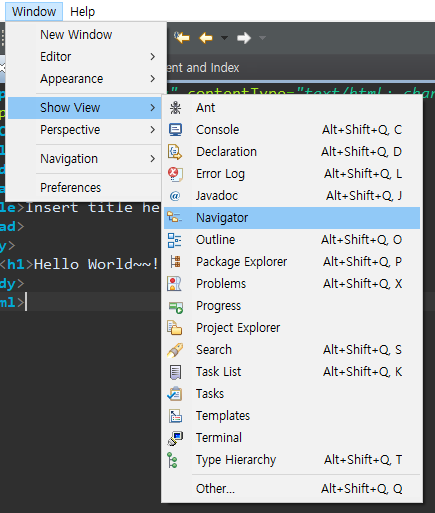 Window Help
New Window
Editor
Appearance
Show View
Perspective
Navigation
Preferences
ent and Index
" contentType="text/html; char
Ant
Console Alt+Shift+Q, C
Declaration Alt+Shift+Q, D
Error Log Alt+Shift+Q, L
Javadoc Alt+Shift+Q, J
Navigator
Outline Alt+Shift+Q, O
Package Explorer Alt+Shift+Q, P
Problems Alt+Shift+Q, X
Progress
Project Explorer
Search Alt+Shift+Q, S
Task List Alt+Shift+Q, K
Tasks
Templates
Terminal
Type Hierarchy Alt+Shift+Q, T
Other... Alt+Shift+Q, Q
le>Insert title he
ad>
y>
<h1>Hello World~~!
dy>
ml>